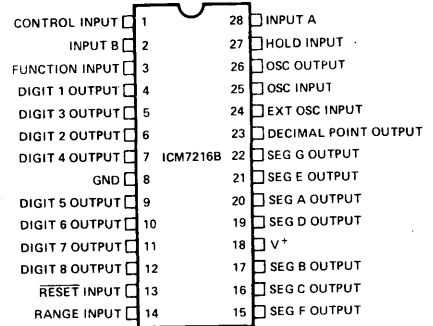 CONTROL INPUT 1 28 INPUT A
INPUT B 2 27 HOLD INPUT
FUNCTION INPUT 3 26 OSC OUTPUT
DIGIT 1 OUTPUT 4 25 OSC INPUT
DIGIT 3 OUTPUT 5 24 EXT OSC INPUT
DIGIT 2 OUTPUT 6 23 DECIMAL POINT OUTPUT
DIGIT 4 OUTPUT 7 ICM7216B 22 SEG G OUTPUT
GND 8 21 SEG E OUTPUT
DIGIT 5 OUTPUT 9 20 SEG A OUTPUT
DIGIT 6 OUTPUT 10 19 SEG D OUTPUT
DIGIT 7 OUTPUT 11 18 V+
DIGIT 8 OUTPUT 12 17 SEG B OUTPUT
RESET INPUT 13 16 SEG C OUTPUT
RANGE INPUT 14 15 SEG F OUTPUT